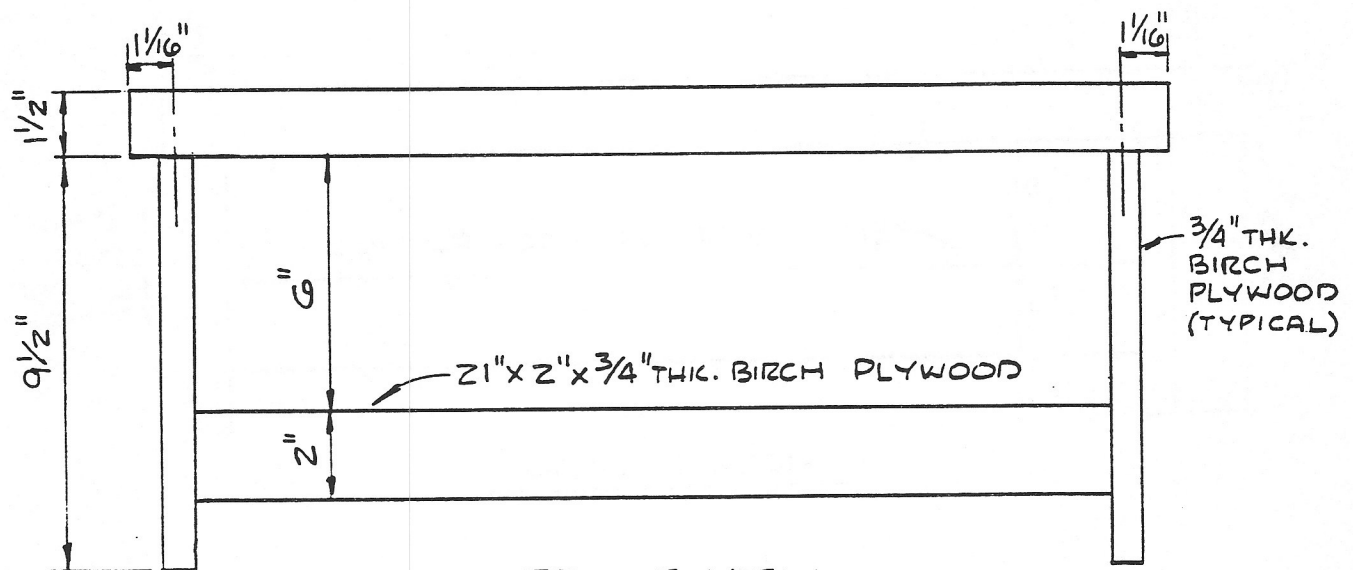 1 1/16"
1 1/16"
1 1/2"
9 1/2"
6"
3/4" THK.
BIRCH
PLYWOOD
(TYPICAL)
21" X 2" X 3/4" THK. BIRCH PLYWOOD
2"